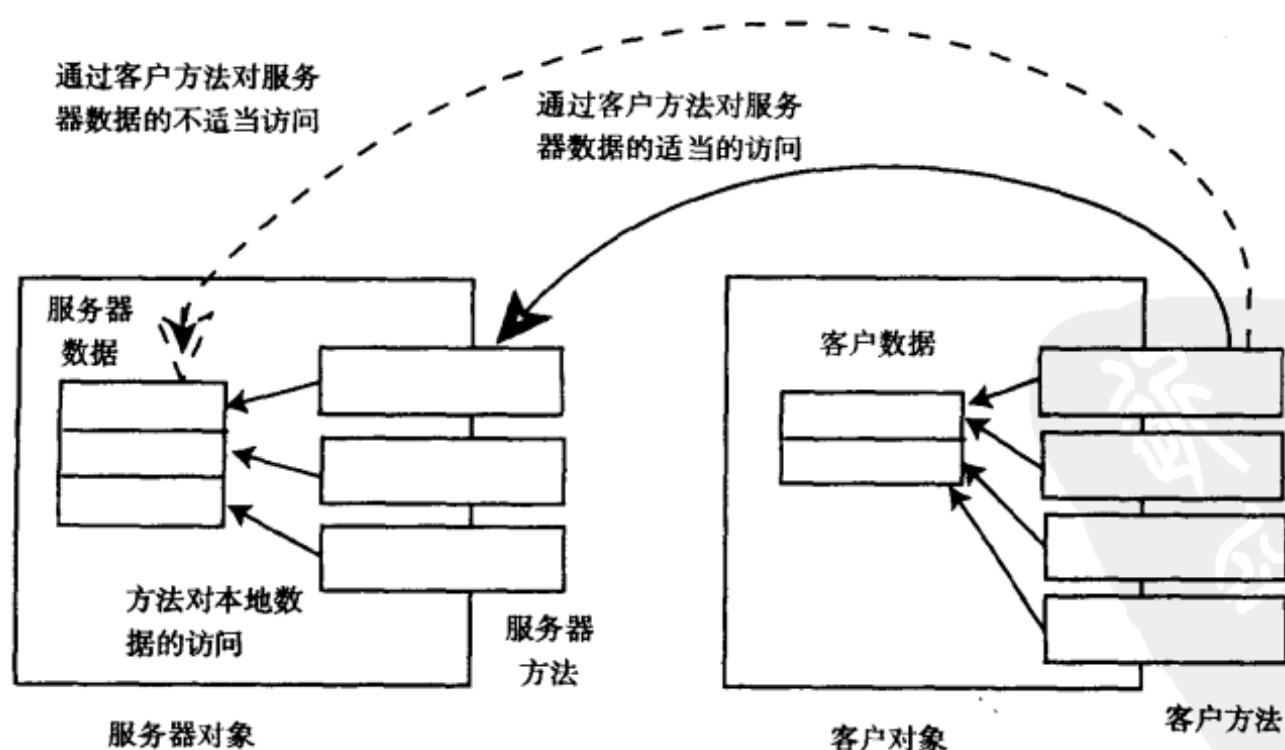 通过客户方法对服务
器数据的不适当访问
通过客户方法对服务
器数据的适当的访问
服务器
数据
客户数据
方法对本地数
据的访问
服务器
方法
服务器对象
客户对象
客户方法